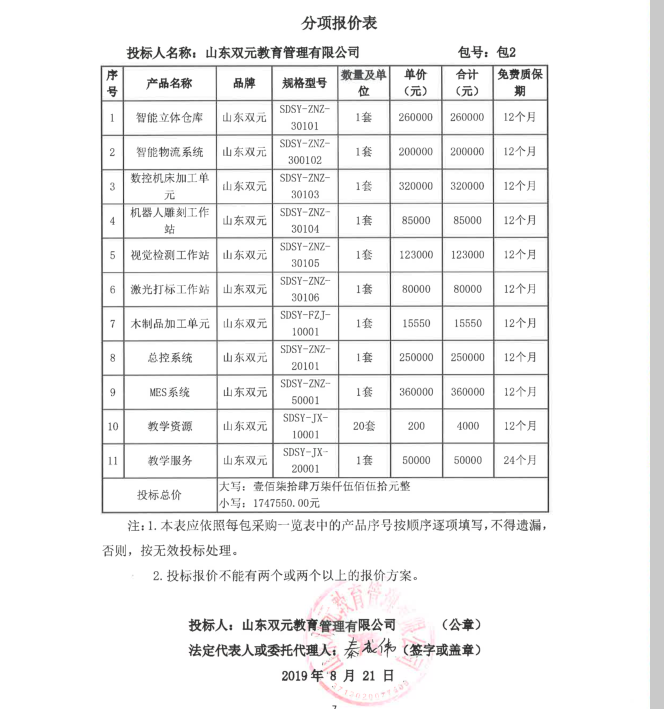 分项报价表
投标人名称：山东双元教育管理有限公司 包号：包2
序号 产品名称 品牌 规格型号 数量及单位 单价（元） 合计（元） 免费质保期
1 智能立体仓库 山东双元 SDSY-ZNZ-30101 1套 260000 260000 12个月
2 智能物流系统 山东双元 SDSY-ZNZ-300102 1套 200000 200000 12个月
3 数控机床加工单元 山东双元 SDSY-ZNZ-30103 1套 320000 320000 12个月
4 机器人雕刻工作站 山东双元 SDSY-ZNZ-30104 1套 85000 85000 12个月
5 视觉检测工作站 山东双元 SDSY-ZNZ-30105 1套 123000 123000 12个月
6 激光打标工作站 山东双元 SDSY-ZNZ-30106 1套 80000 80000 12个月
7 木制品加工单元 山东双元 SDSY-FZJ-10001 1套 15550 15550 12个月
8 总控系统 山东双元 SDSY-ZNZ-20101 1套 250000 250000 12个月
9 MES系统 山东双元 SDSY-ZNZ-50001 1套 360000 360000 12个月
10 教学资源 山东双元 SDSY-JX-10001 20套 200 4000 12个月
11 教学服务 山东双元 SDSY-JX-20001 1套 50000 50000 24个月
投标总价 大写：壹佰柒拾肆万柒仟伍佰伍拾元整
小写：1747550.00元
注：1.本表应依照每包采购一览表中的产品序号按顺序逐项填写，不得遗漏，
否则，按无效投标处理。
2.投标报价不能有两个或两个以上的报价方案。
投标人：山东双元教育管理有限公司 （公章）
法定代表人或委托代理人： （签字或盖章）
2019年 8 月 21 日